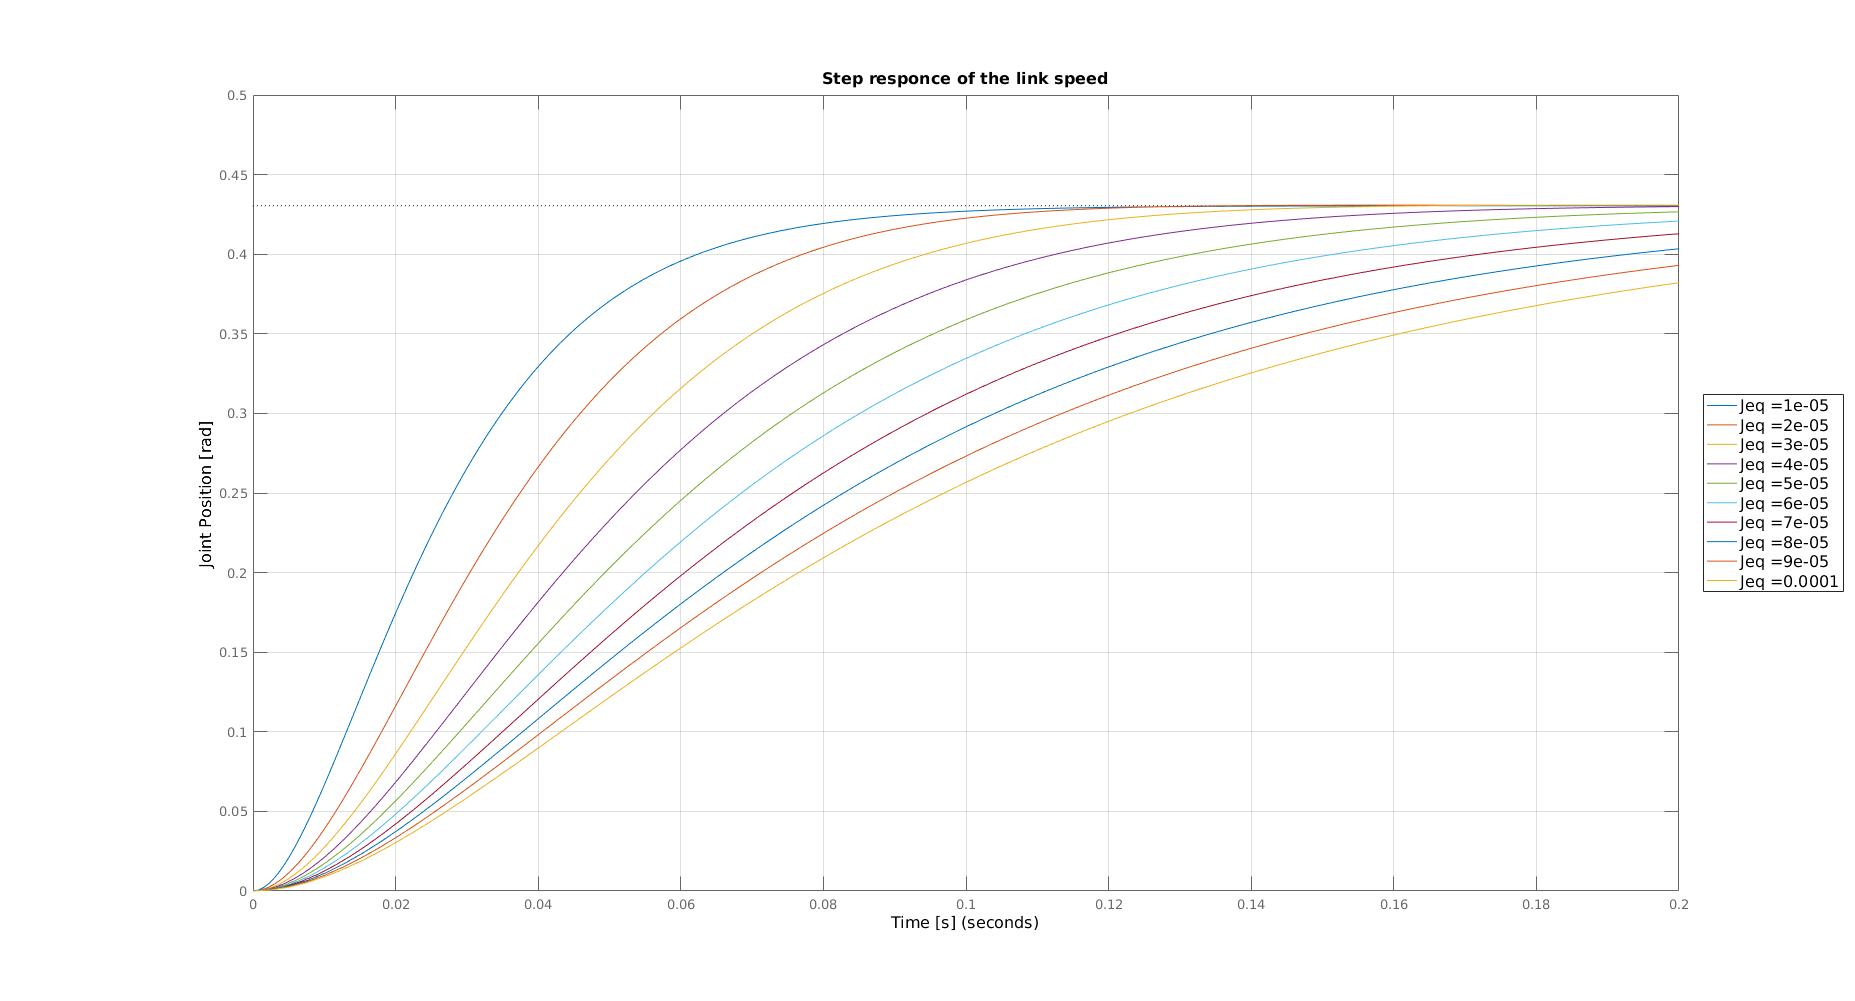 Step responce of the link speed
0.5
0.45
0.4
0.35
0.3
0.25
0.2
0.15
0.1
0.05
0
Joint Position [rad]
0 0.02 0.04 0.06 0.08 0.1 0.12 0.14 0.16 0.18 0.2
Time [s] (seconds)
Jeq =1e-05
Jeq =2e-05
Jeq =3e-05
Jeq =4e-05
Jeq =5e-05
Jeq =6e-05
Jeq =7e-05
Jeq =8e-05
Jeq =9e-05
Jeq =0.0001